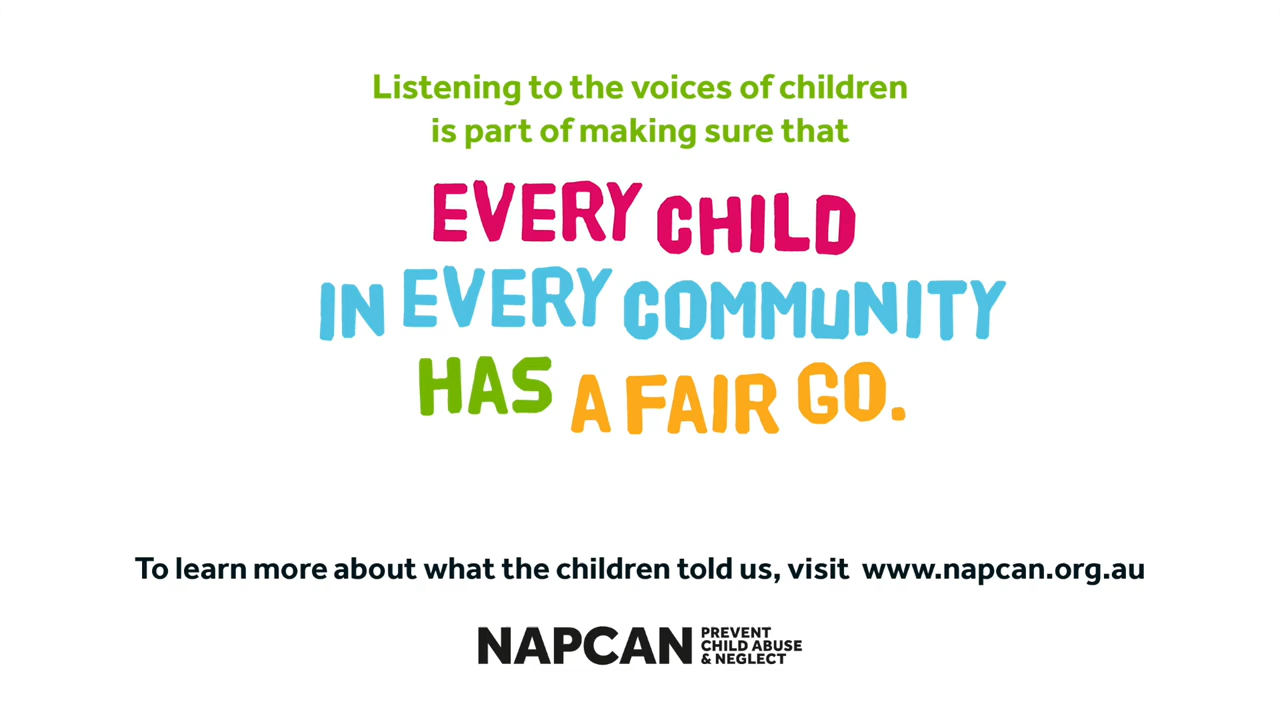 Listening to the voices of children
is part of making sure that
EVERY CHILD
IN EVERY COMMUNITY
HAS A FAIR GO.
To learn more about what the children told us, visit www.napcan.org.au
NAPCAN
PREVENT
CHILD ABUSE
& NEGLECT